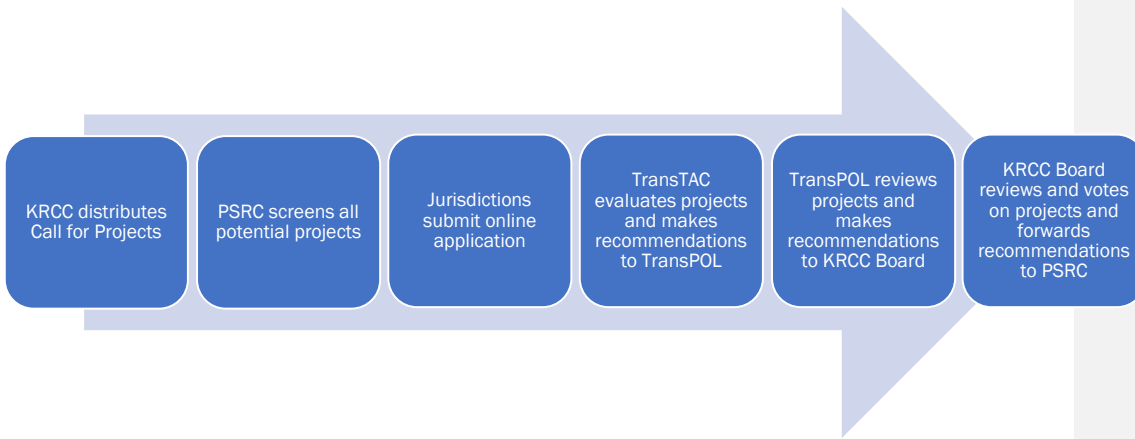 KRCC distributes
Call for Projects
PSRC screens all
potential projects
Jurisdictions
submit online
application
TransTAC
evaluates projects
and makes
recommendations
to TransPOL
TransPOL reviews
projects and
makes
recommendations
to KRCC Board
KRCC Board
reviews and votes
on projects and
forwards
recommendations
to PSRC